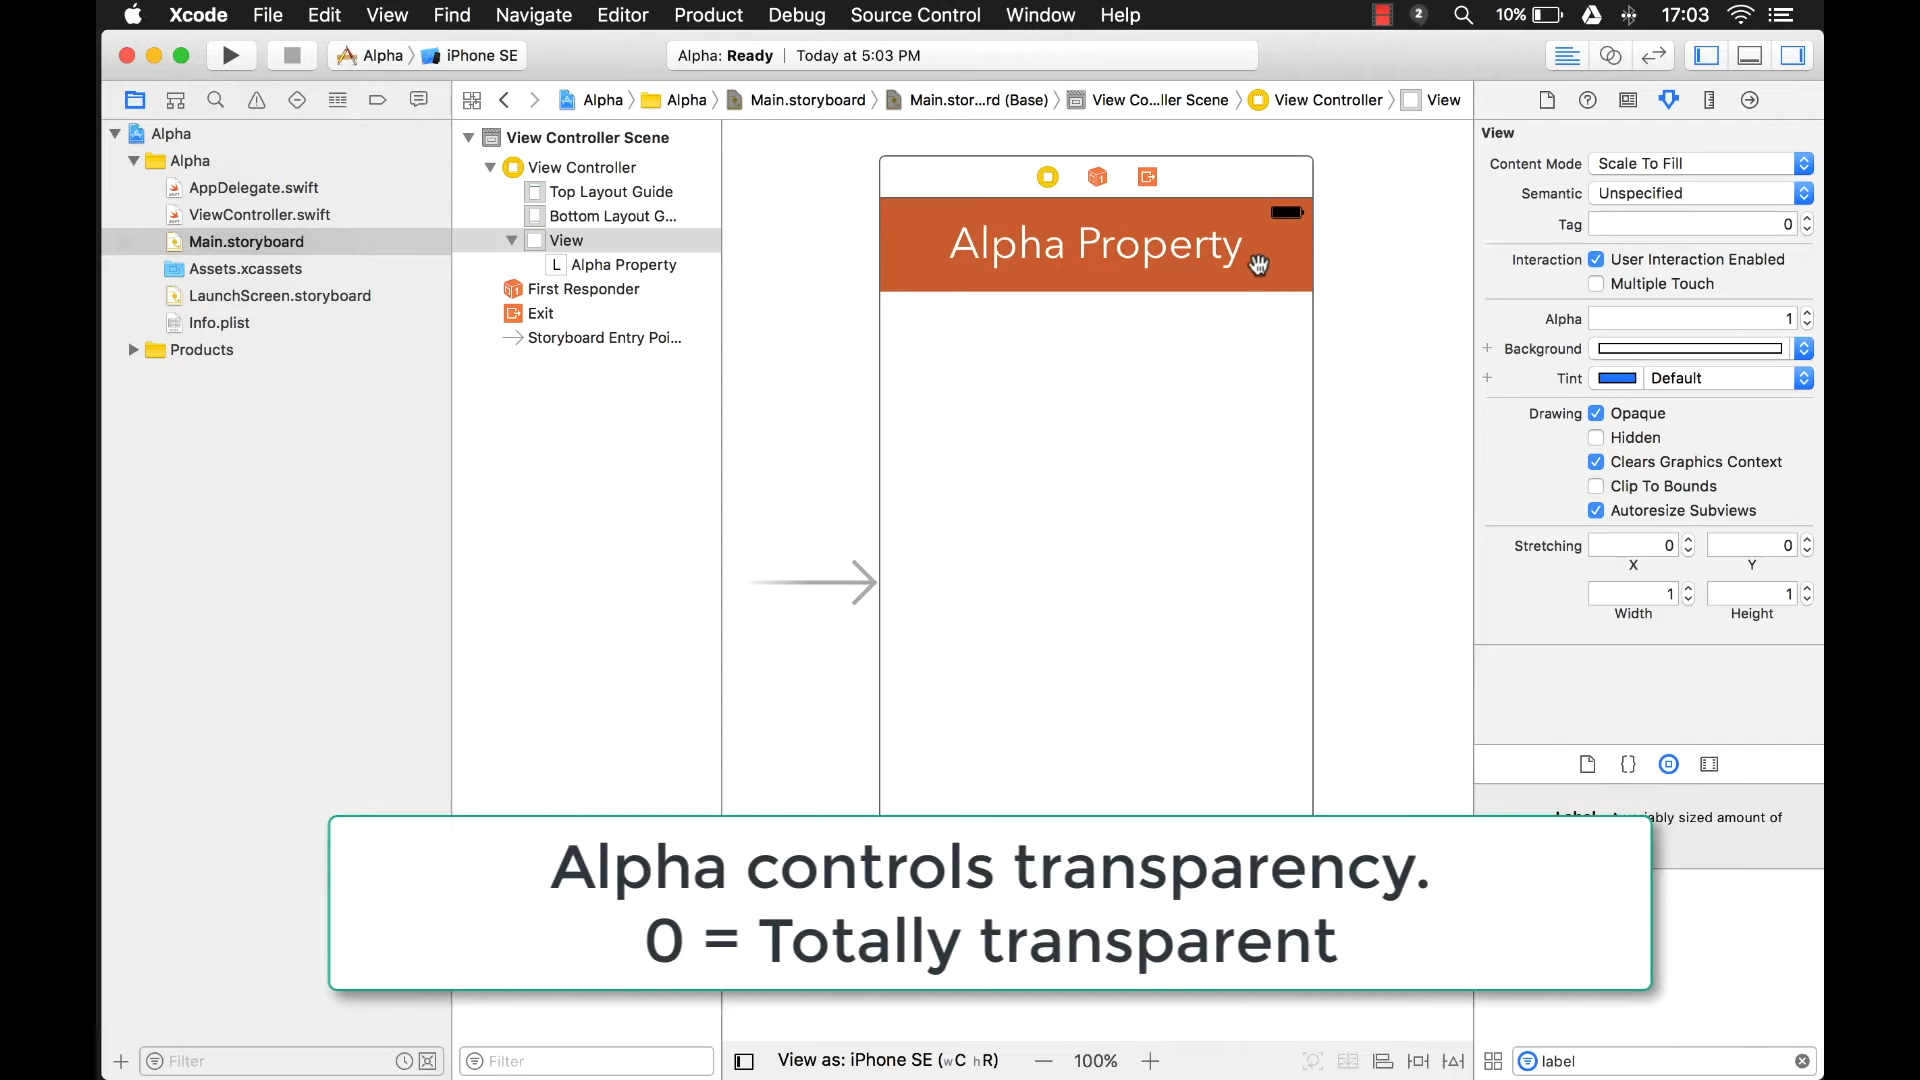 Xcode File Edit View Find Navigate Editor Product Debug Source Control Window Help 2 10% 17:03
Alpha iPhone SE Alpha: Ready Today at 5:03 PM
Alpha Alpha Main.storyboard Main.stor...rd (Base) View Co...ller Scene View Controller View
Alpha
Alpha
AppDelegate.swift
ViewController.swift
Main.storyboard
Assets.xcassets
LaunchScreen.storyboard
Info.plist
Products
Filter
View Controller Scene
View Controller
Top Layout Guide
Bottom Layout G...
View
L Alpha Property
First Responder
Exit
Storyboard Entry Poi...
Filter
Alpha Property
View as: iPhone SE (wC hR) 100%
View
Content Mode Scale To Fill
Semantic Unspecified
Tag 0
Interaction User Interaction Enabled
Multiple Touch
Alpha 1
Background
Tint Default
Drawing Opaque
Hidden
Clears Graphics Context
Clip To Bounds
Autoresize Subviews
Stretching 0 0
X Y
1 1
Width Height
sized amount of
label
Alpha controls transparency.
0 = Totally transparent